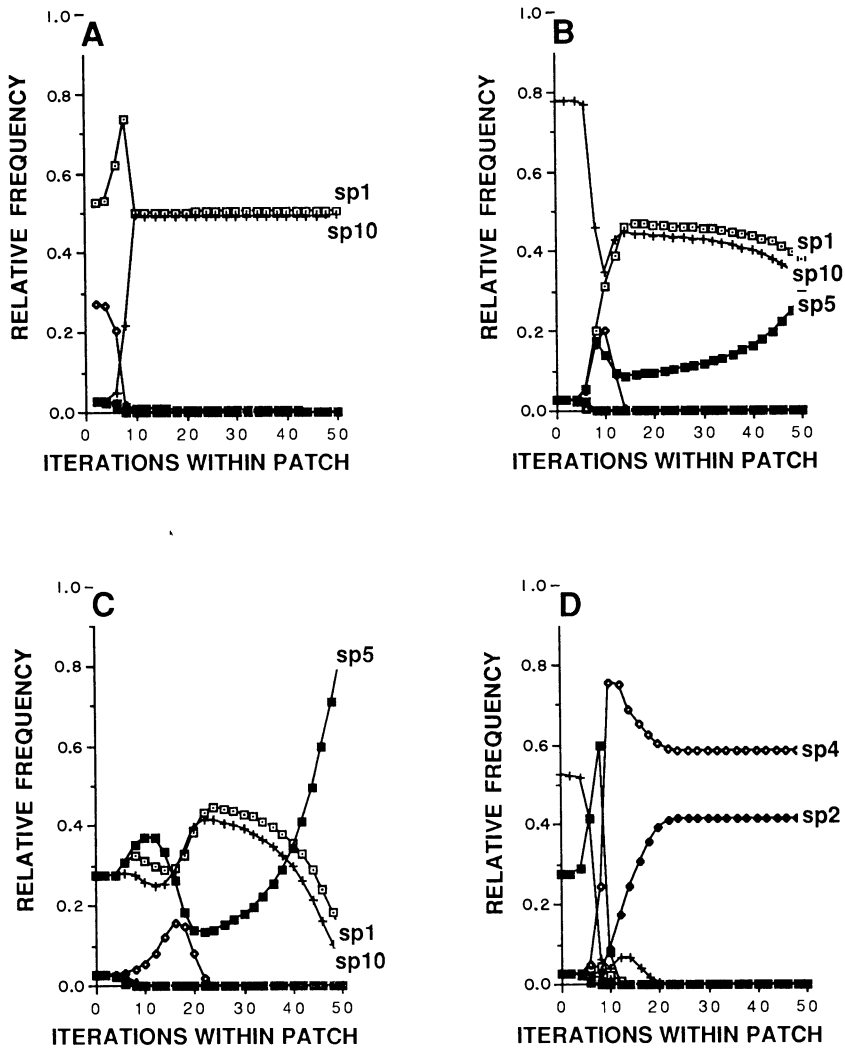 A
1.0
0.8
0.6
0.4
0.2
0.0
RELATIVE FREQUENCY
sp1
sp10
0 10 20 30 40 50
ITERATIONS WITHIN PATCH
B
1.0
0.8
0.6
0.4
0.2
0.0
RELATIVE FREQUENCY
sp1
sp10
sp5
0 10 20 30 40 50
ITERATIONS WITHIN PATCH
C
1.0
0.8
0.6
0.4
0.2
0.0
RELATIVE FREQUENCY
sp5
sp1
sp10
0 10 20 30 40 50
ITERATIONS WITHIN PATCH
D
1.0
0.8
0.6
0.4
0.2
0.0
RELATIVE FREQUENCY
sp4
sp2
0 10 20 30 40 50
ITERATIONS WITHIN PATCH